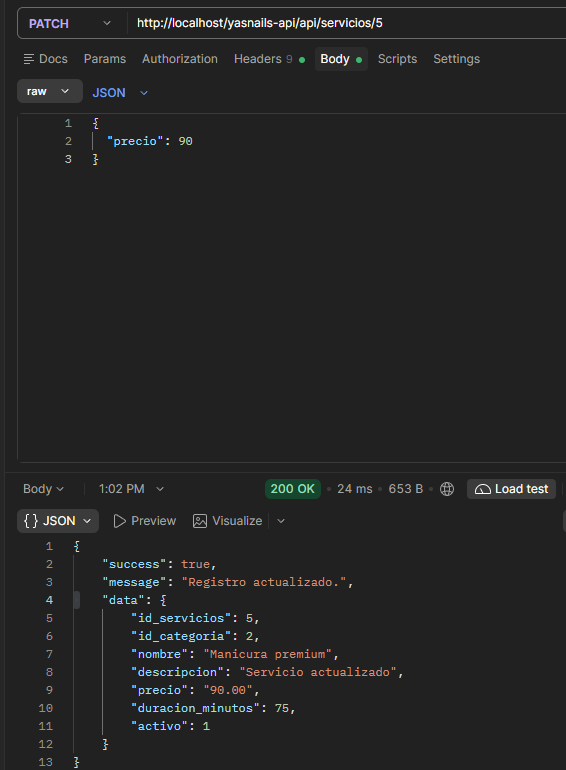 PATCH http://localhost/yasnails-api/api/servicios/5
Docs Params Authorization Headers 9 Body Scripts Settings
raw JSON
1 {
2 "precio": 90
3 }
Body 1:02 PM 200 OK 24 ms 653 B Load test
{} JSON Preview Visualize
1 {
2 "success": true,
3 "message": "Registro actualizado.",
4 "data": {
5 "id_servicios": 5,
6 "id_categoria": 2,
7 "nombre": "Manicura premium",
8 "descripcion": "Servicio actualizado",
9 "precio": "90.00",
10 "duracion_minutos": 75,
11 "activo": 1
12 }
13 }